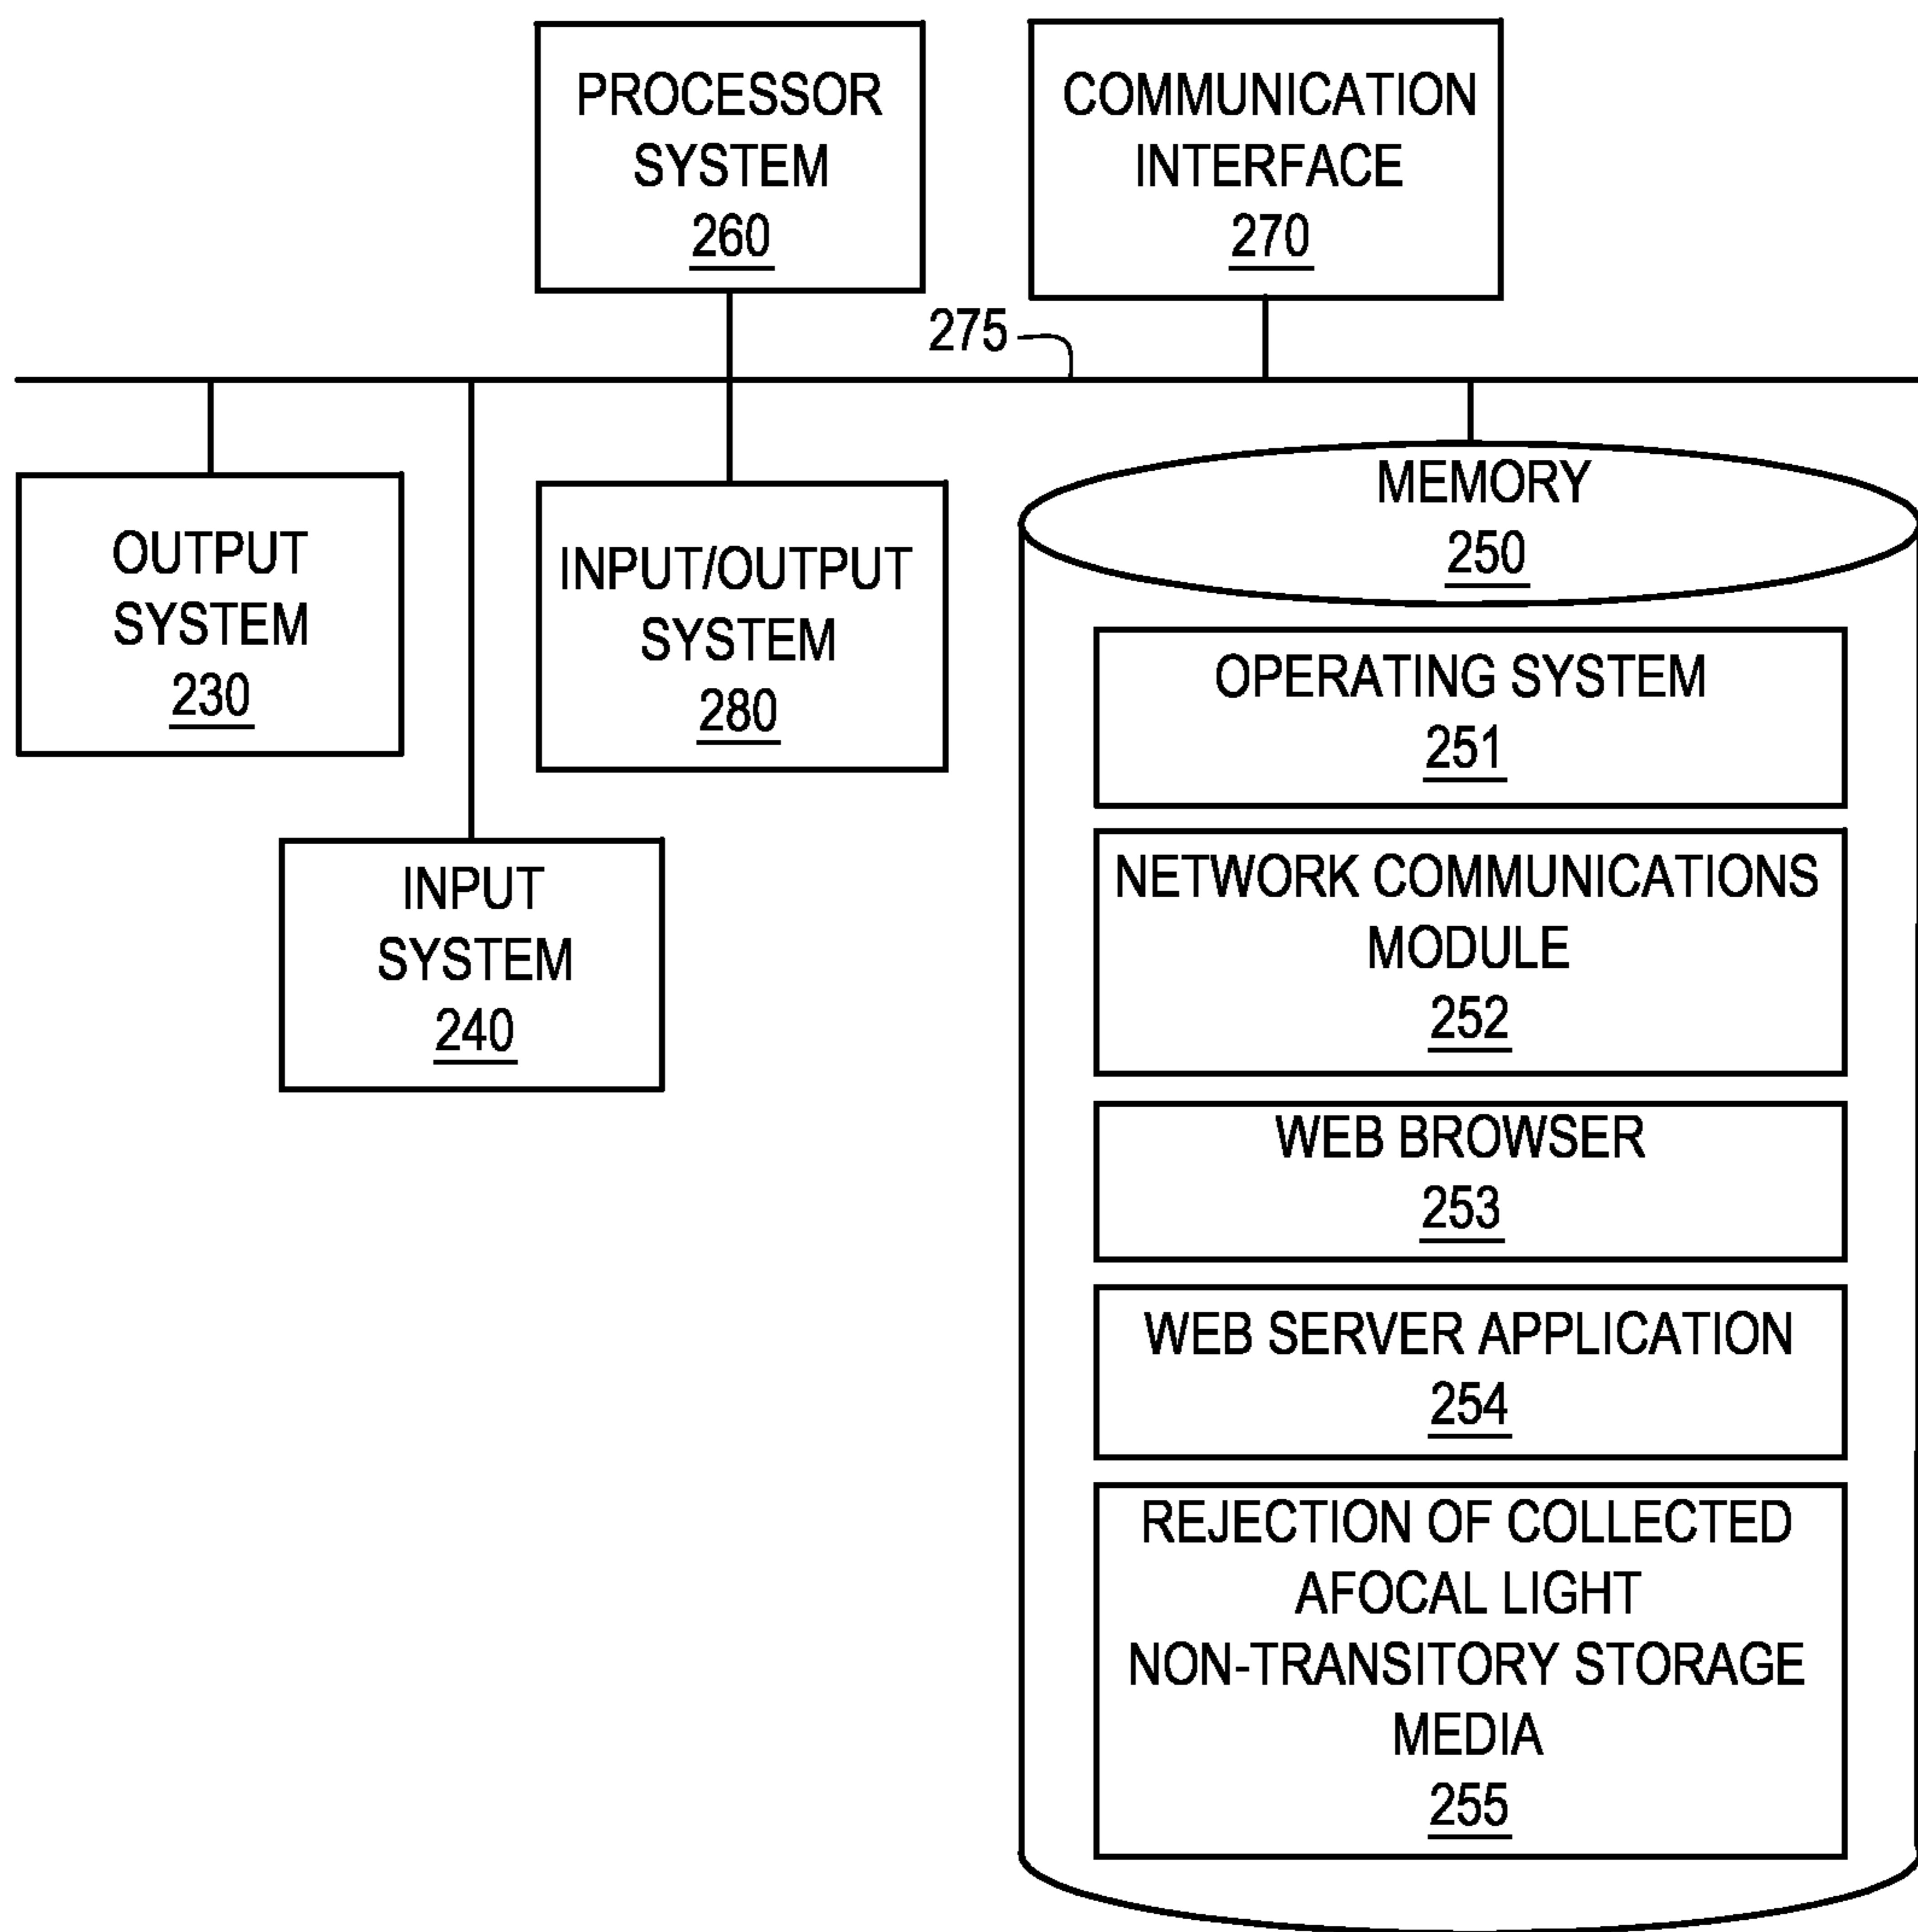 PROCESSOR
SYSTEM
260
COMMUNICATION
INTERFACE
270
275
OUTPUT
SYSTEM
230
INPUT/OUTPUT
SYSTEM
280
INPUT
SYSTEM
240
MEMORY
250
OPERATING SYSTEM
251
NETWORK COMMUNICATIONS
MODULE
252
WEB BROWSER
253
WEB SERVER APPLICATION
254
REJECTION OF COLLECTED
AFOCAL LIGHT
NON-TRANSITORY STORAGE
MEDIA
255